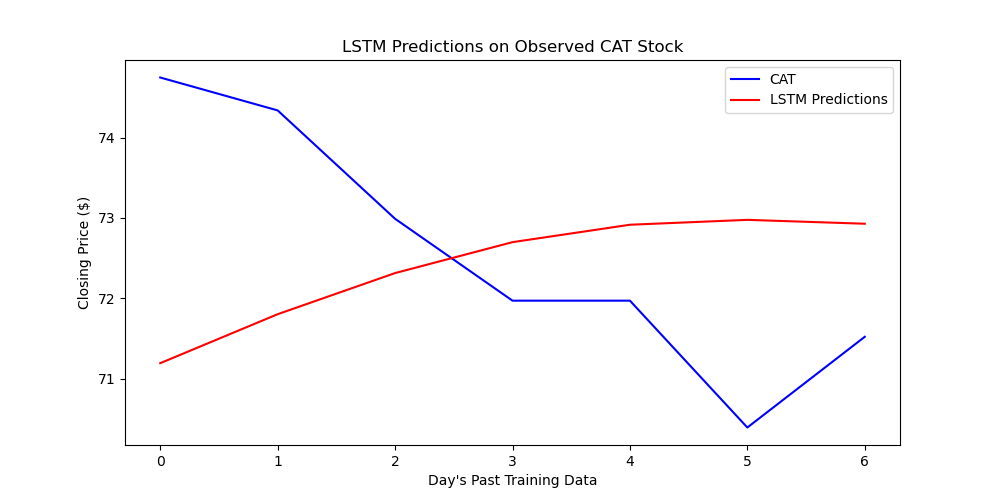 LSTM Predictions on Observed CAT Stock
CAT
LSTM Predictions
Closing Price ($)
74
73
72
71
0 1 2 3 4 5 6
Day's Past Training Data